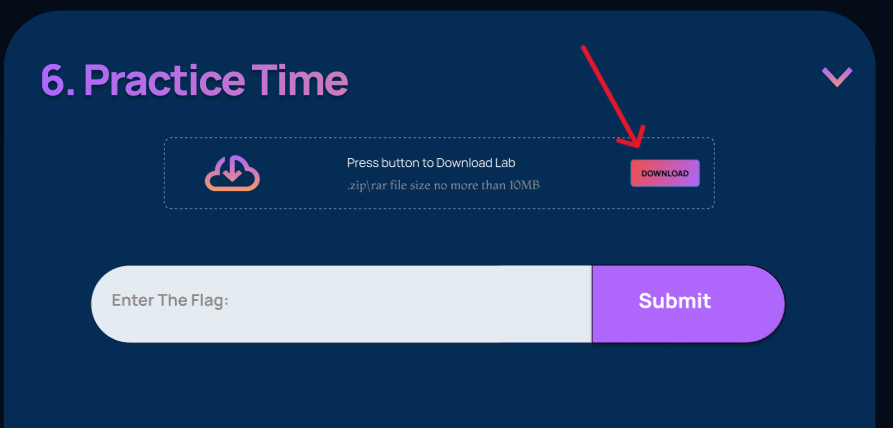 6. Practice Time
Press button to Download Lab
.zip\rar file size no more than 10MB
DOWNLOAD
Enter The Flag:
Submit